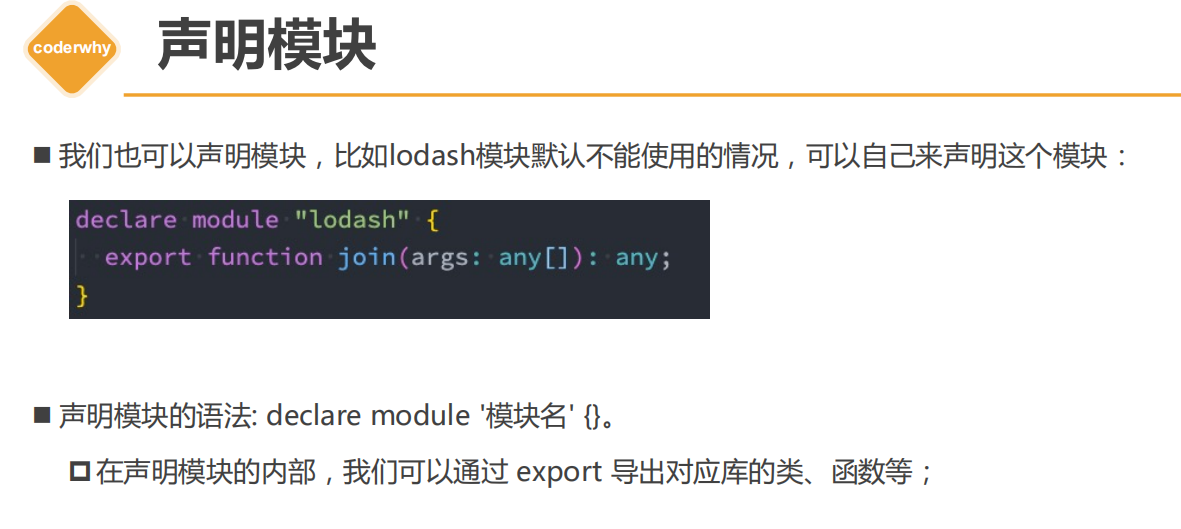 coderwhy
声明模块
我们也可以声明模块，比如lodash模块默认不能使用的情况，可以自己来声明这个模块：
declare module "lodash" {
  export function join(args: any[]): any;
}
声明模块的语法: declare module '模块名' {}。
在声明模块的内部，我们可以通过 export 导出对应库的类、函数等；